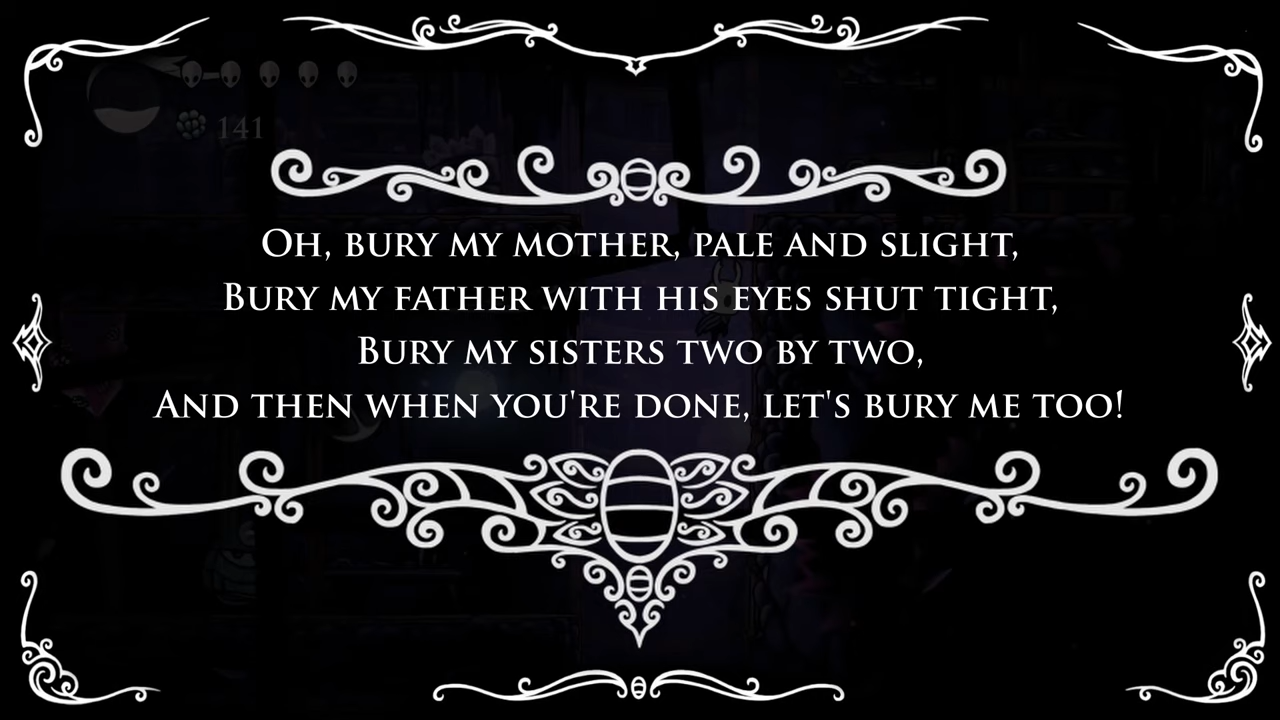 141
Oh, bury my mother, pale and slight,
Bury my father with his eyes shut tight,
Bury my sisters two by two,
And then when you're done, let's bury me too!